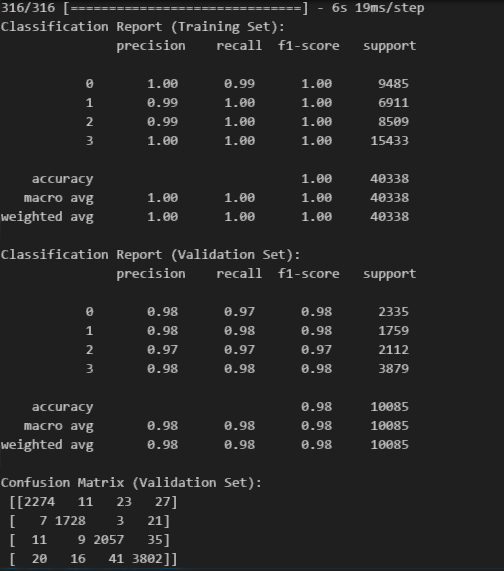 316/316 [==============================] - 6s 19ms/step
Classification Report (Training Set):
precision recall f1-score support
0 1.00 0.99 1.00 9485
1 0.99 1.00 1.00 6911
2 0.99 1.00 1.00 8509
3 1.00 1.00 1.00 15433
accuracy 1.00 40338
macro avg 1.00 1.00 1.00 40338
weighted avg 1.00 1.00 1.00 40338
Classification Report (Validation Set):
precision recall f1-score support
0 0.98 0.97 0.98 2335
1 0.98 0.98 0.98 1759
2 0.97 0.97 0.97 2112
3 0.98 0.98 0.98 3879
accuracy 0.98 10085
macro avg 0.98 0.98 0.98 10085
weighted avg 0.98 0.98 0.98 10085
Confusion Matrix (Validation Set):
[[2274 11 23 27]
[ 7 1728 3 21]
[ 11 9 2057 35]
[ 20 16 41 3802]]